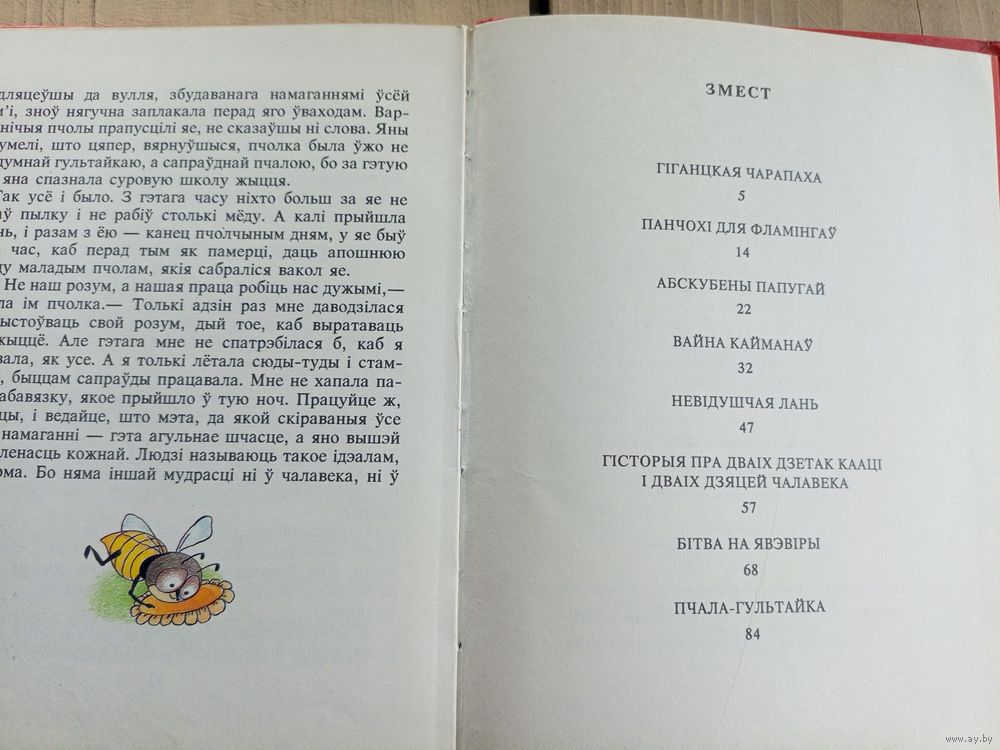 дляцеўшы да вулля, збудаванага намаганнямі ўсёй
м'і, зноў нягучна заплакала перад яго ўваходам. Вар-
нічыя пчолы прапусцілі яе, не сказаўшы ні слова. Яны
умелі, што цяпер, вярнуўшыся, пчолка была ўжо не
думнай гультайкаю, а сапраўднай пчалою, бо за гэтую
яна спазнала суровую школу жыцця.
Так усё і было. З гэтага часу ніхто больш за яе не
аў пылку і не рабіў столькі мёду. А калі прыйшла
нь, і разам з ёю — канец пчолчыным дням, у яе быў
час, каб перад тым як памерці, даць апошнюю
ду маладым пчолам, якія сабраліся вакол яе.
Не наш розум, а нашая праца робіць нас дужымі,—
ла ім пчолка.— Толькі адзін раз мне даводзілася
ыстоўваць свой розум, дый тое, каб выратаваць
жыццё. Але гэтага мне не спатрэбілася б, каб я
вала, як усе. А я толькі лётала сюды-туды і стам-
, быццам сапраўды працавала. Мне не хапала па-
абавязку, якое прыйшло ў тую ноч. Працуйце ж,
цы, і ведайце, што мэта, да якой скіраваныя ўсе
намаганні — гэта агульнае шчасце, а яно вышэй
ленасць кожнай. Людзі называюць такое ідэалам,
рма. Бо няма іншай мудрасці ні ў чалавека, ні ў
ЗМЕСТ
ГІГАНЦКАЯ ЧАРАПАХА
5
ПАНЧОХІ ДЛЯ ФЛАМІНГАЎ
14
АБСКУБЕНЫ ПАПУГАЙ
22
ВАЙНА КАЙМАНАЎ
32
НЕВІДУШЧАЯ ЛАНЬ
47
ГІСТОРЫЯ ПРА ДВАІХ ДЗЕТАК КААЦІ
І ДВАІХ ДЗЯЦЕЙ ЧАЛАВЕКА
57
БІТВА НА ЯВЭВІРЫ
68
ПЧАЛА-ГУЛЬТАЙКА
84
www.ay.by